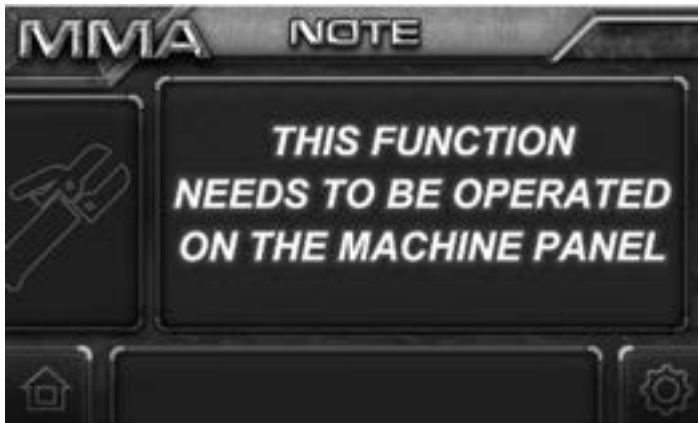 MMA NOTE
THIS FUNCTION
NEEDS TO BE OPERATED
ON THE MACHINE PANEL